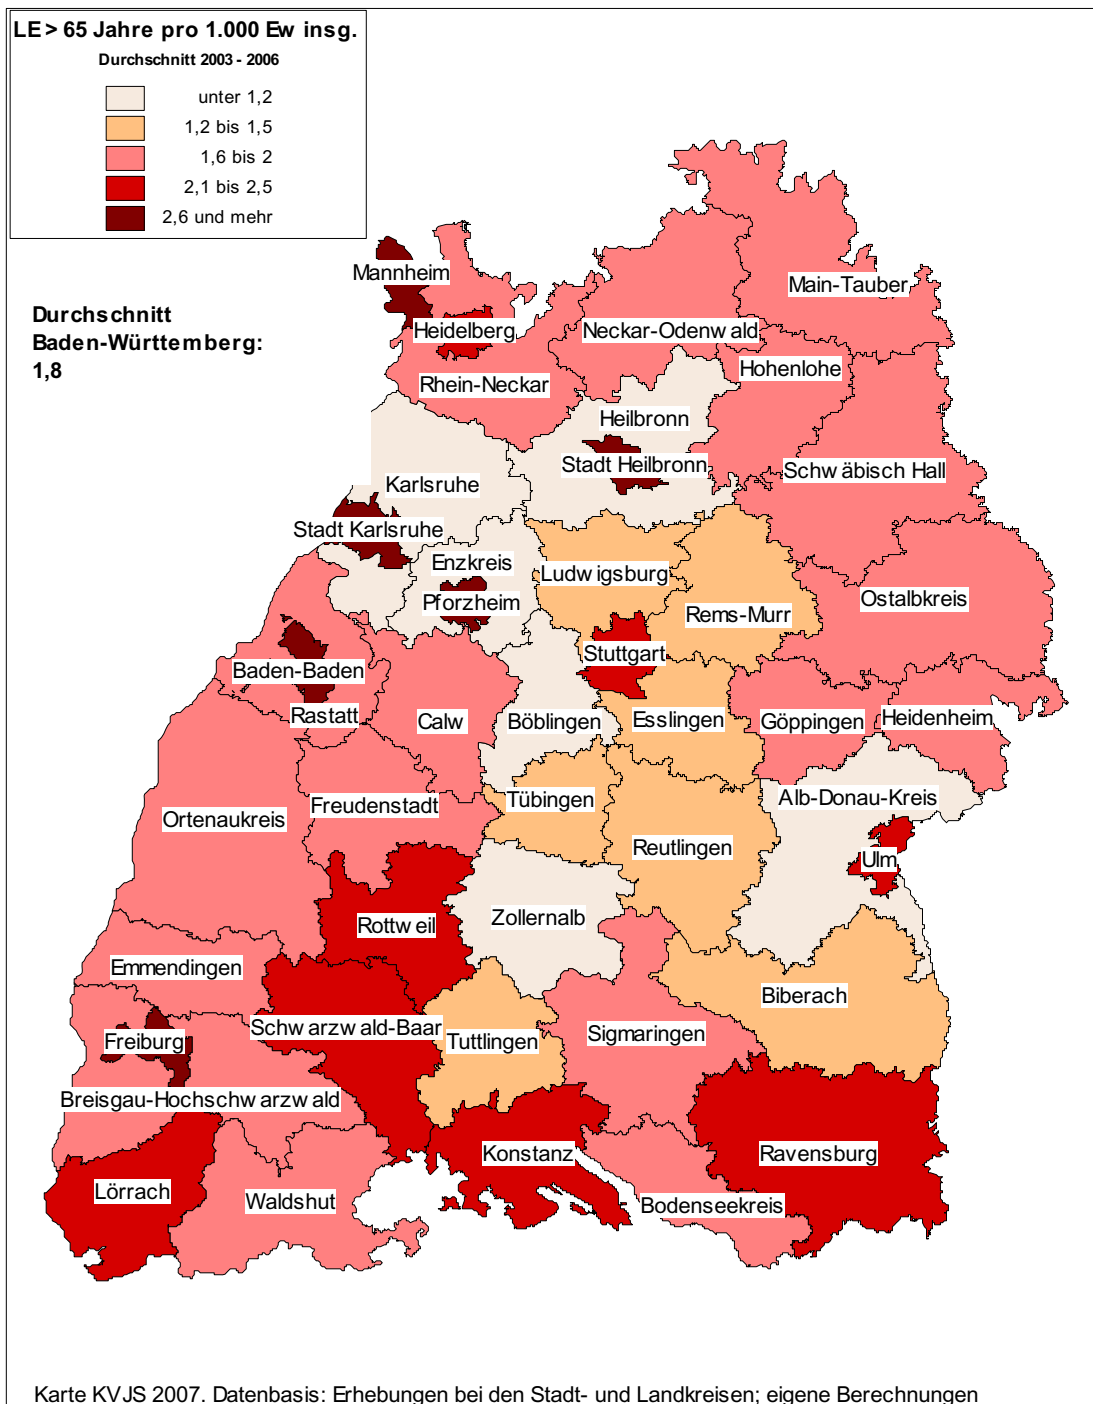 LE > 65 Jahre pro 1.000 Ew insg.
Durchschnitt 2003 - 2006
unter 1,2
1,2 bis 1,5
1,6 bis 2
2,1 bis 2,5
2,6 und mehr
Durchschnitt
Baden-Württemberg:
1,8
Mannheim
Main-Tauber
Heidelberg
Neckar-Odenwald
Hohenlohe
Rhein-Neckar
Heilbronn
Stadt Heilbronn
Schwäbisch Hall
Karlsruhe
Stadt Karlsruhe
Enzkreis
Ludwigsburg
Pforzheim
Ostalbkreis
Rems-Murr
Stuttgart
Baden-Baden
Rastatt
Calw
Böblingen
Esslingen
Göppingen
Heidenheim
Alb-Donau-Kreis
Tübingen
Freudenstadt
Ortenaukreis
Reutlingen
Ulm
Zollernalb
Rottweil
Emmendingen
Biberach
Schwarzwald-Baar
Sigmaringen
Freiburg
Tuttlingen
Breisgau-Hochschwarzwald
Konstanz
Ravensburg
Lörrach
Waldshut
Bodenseekreis
Karte KVJS 2007. Datenbasis: Erhebungen bei den Stadt- und Landkreisen; eigene Berechnungen